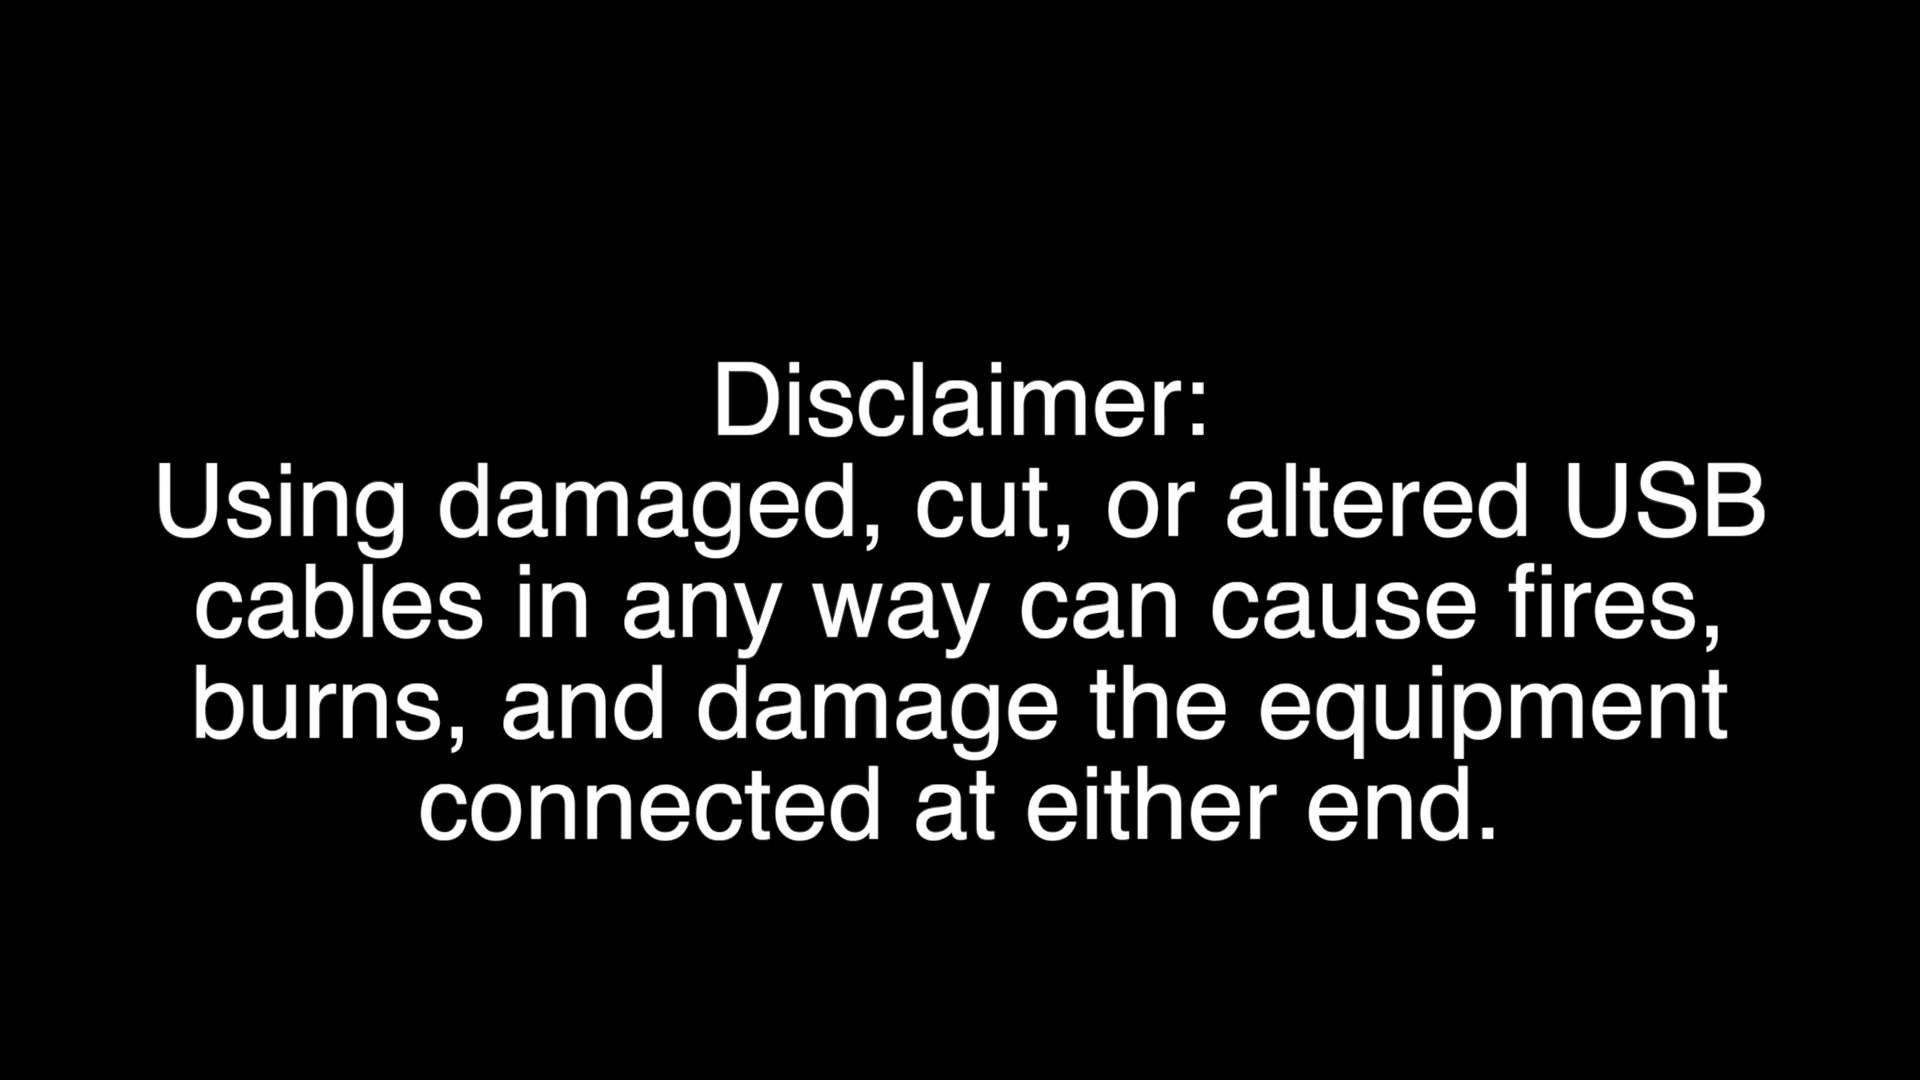 Disclaimer:
Using damaged, cut, or altered USB
cables in any way can cause fires,
burns, and damage the equipment
connected at either end.